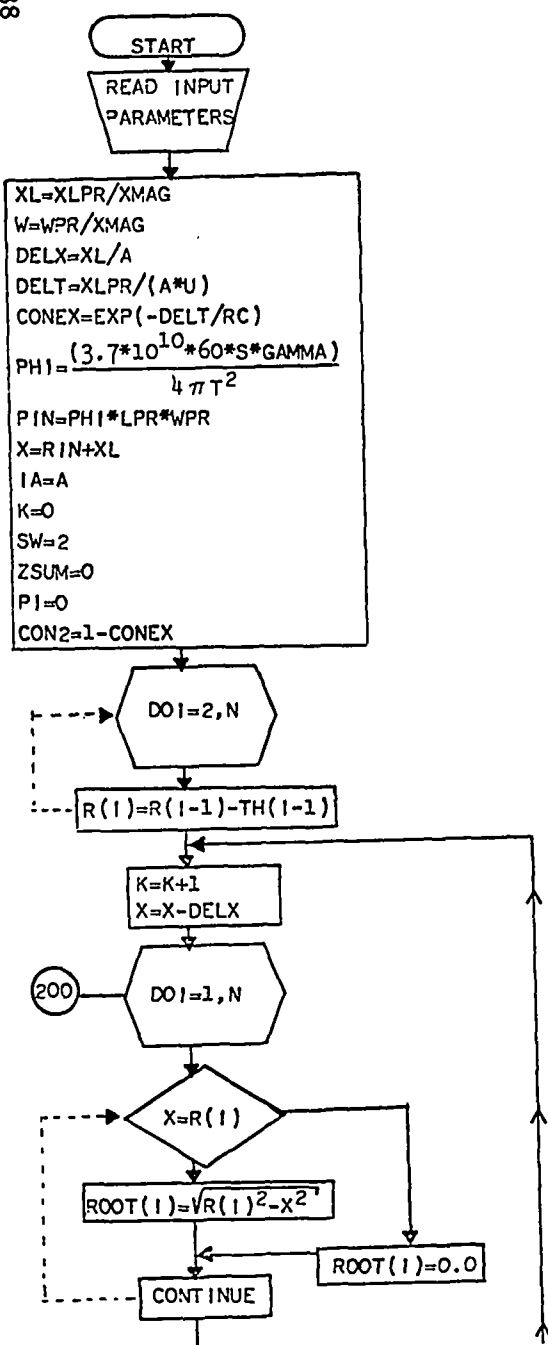 38
START
READ INPUT
PARAMETERS
XL=XLPR/XMAG
W=WPR/XMAG
DELX=XL/A
DELT=XLPR/(A*U)
CONEX=EXP(-DELT/RC)
PHI=(3.7*10^10*60*S*GAMMA)
4πT^2
PIN=PHI*LPR*WPR
X=RIN+XL
IA=A
K=0
SW=2
ZSUM=0
PI=0
CON2=1-CONEX
DO I=2,N
R(I)=R(I-1)-TH(I-1)
K=K+1
X=X-DELX
200
DO I=1,N
X=R(I)
ROOT(I)=√R(I)^2-X^2
ROOT(I)=0.0
CONTINUE